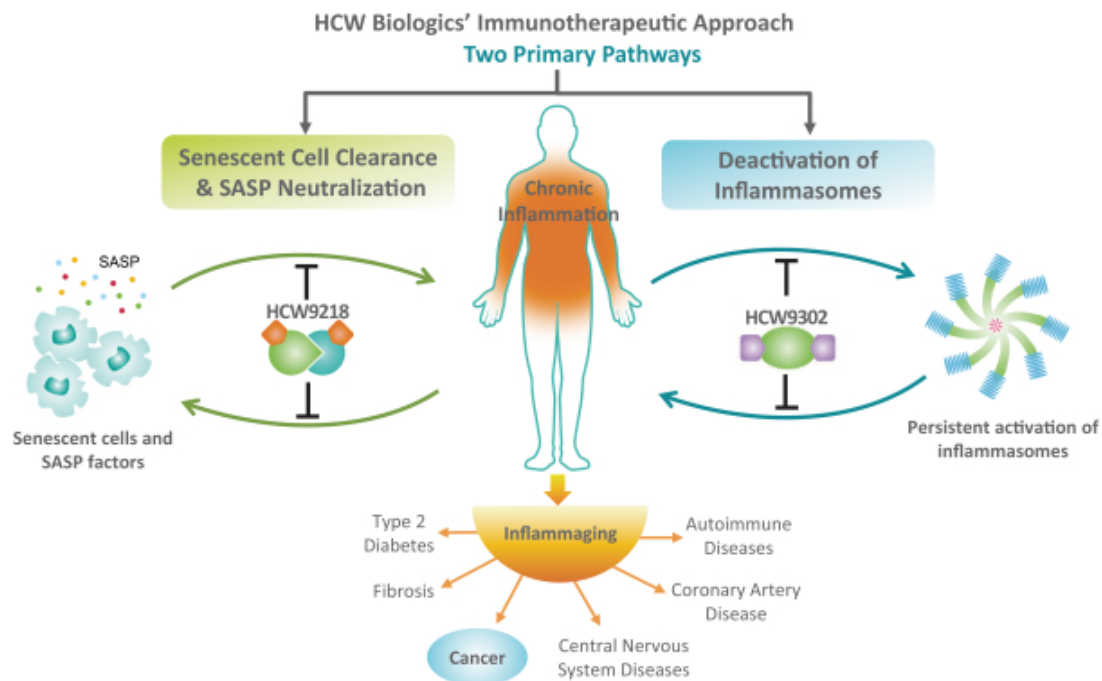 HCW Biologics' Immunotherapeutic Approach
Two Primary Pathways
Senescent Cell Clearance
& SASP Neutralization
Deactivation of
Inflammasomes
Chronic
Inflammation
SASP
HCW9218
HCW9302
Senescent cells and
SASP factors
Persistent activation of
inflammasomes
Inflammaging
Type 2
Diabetes
Autoimmune
Diseases
Fibrosis
Coronary Artery
Disease
Cancer
Central Nervous
System Diseases